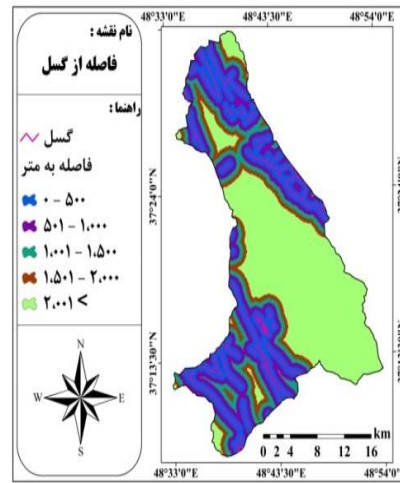 نام نقشه :
فاصله از گسل
راهنما :
گسل
فاصله به متر
۰ - ۵۰۰
۵۰۱ - ۱،۰۰۰
۱،۰۰۱ - ۱،۵۰۰
۱،۵۰۱ - ۲،۰۰۰
۲،۰۰۱ <
N
W E
S
48°33'0"E 48°43'30"E 48°54'0"E
37°24'0"N
37°13'30"N
km
0 2 4 8 12 16
48°33'0"E 48°43'30"E 48°54'0"E